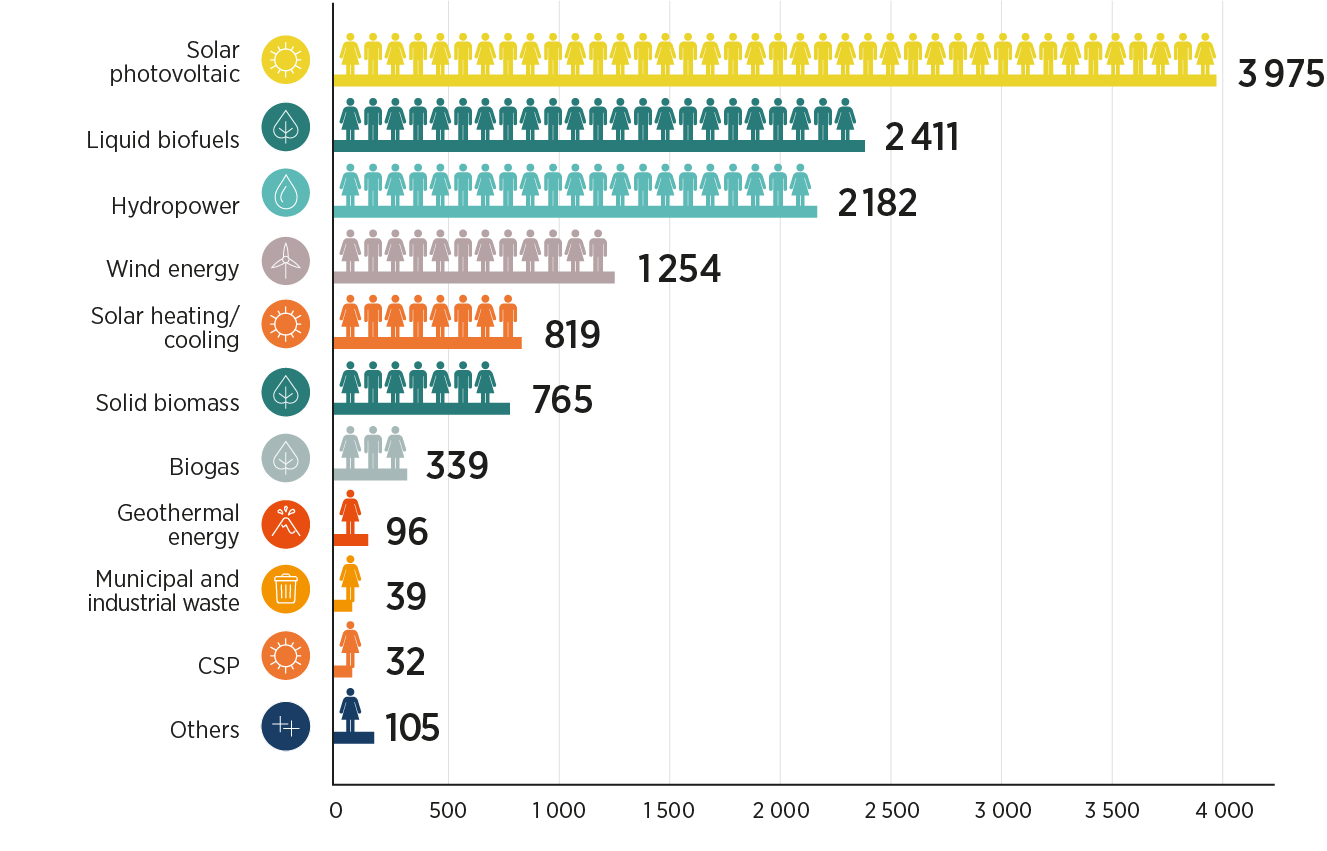 Solar
photovoltaic
3 975
Liquid biofuels
2 411
Hydropower
2 182
Wind energy
1 254
Solar heating/
cooling
819
Solid biomass
765
Biogas
339
Geothermal
energy
96
Municipal and
industrial waste
39
CSP
32
Others
105
0 500 1 000 1 500 2 000 2 500 3 000 3 500 4 000